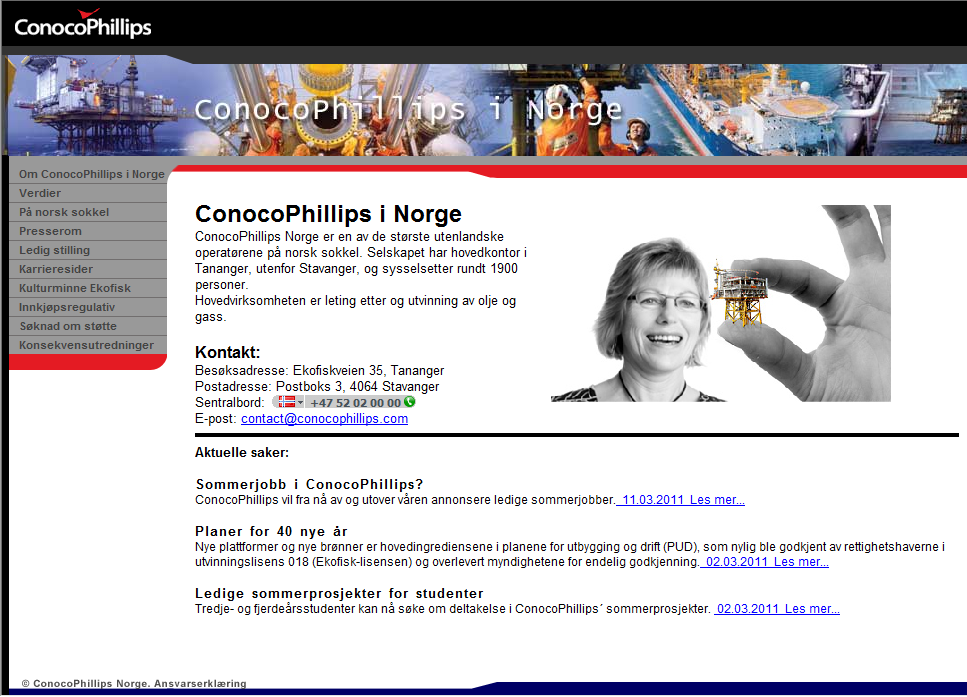 ConocoPhillips
ConocoPhillips i Norge
Om ConocoPhillips i Norge
Verdier
På norsk sokkel
Presserom
Ledig stilling
Karrieresider
Kulturminne Ekofisk
Innkjøpsregulativ
Søknad om støtte
Konsekvensutredninger
ConocoPhillips i Norge
ConocoPhillips Norge er en av de største utenlandske
operatørene på norsk sokkel. Selskapet har hovedkontor i
Tananger, utenfor Stavanger, og sysselsetter rundt 1900
personer.
Hovedvirksomheten er leting etter og utvinning av olje og
gass.
Kontakt:
Besøksadresse: Ekofiskveien 35, Tananger
Postadresse: Postboks 3, 4064 Stavanger
Sentralbord: +47 52 02 00 00
E-post: contact@conocophillips.com
Aktuelle saker:
Sommerjobb i ConocoPhillips?
ConocoPhillips vil fra nå av og utover våren annonsere ledige sommerjobber. 11.03.2011 Les mer...
Planer for 40 nye år
Nye plattformer og nye brønner er hovedingrediensene i planene for utbygging og drift (PUD), som nylig ble godkjent av rettighetshaverne i
utvinningslisens 018 (Ekofisk-lisensen) og overlevert myndighetene for endelig godkjenning. 02.03.2011 Les mer...
Ledige sommerprosjekter for studenter
Tredje- og fjerdeårsstudenter kan nå søke om deltakelse i ConocoPhillips´ sommerprosjekter. 02.03.2011 Les mer...
© ConocoPhillips Norge. Ansvarserklæring